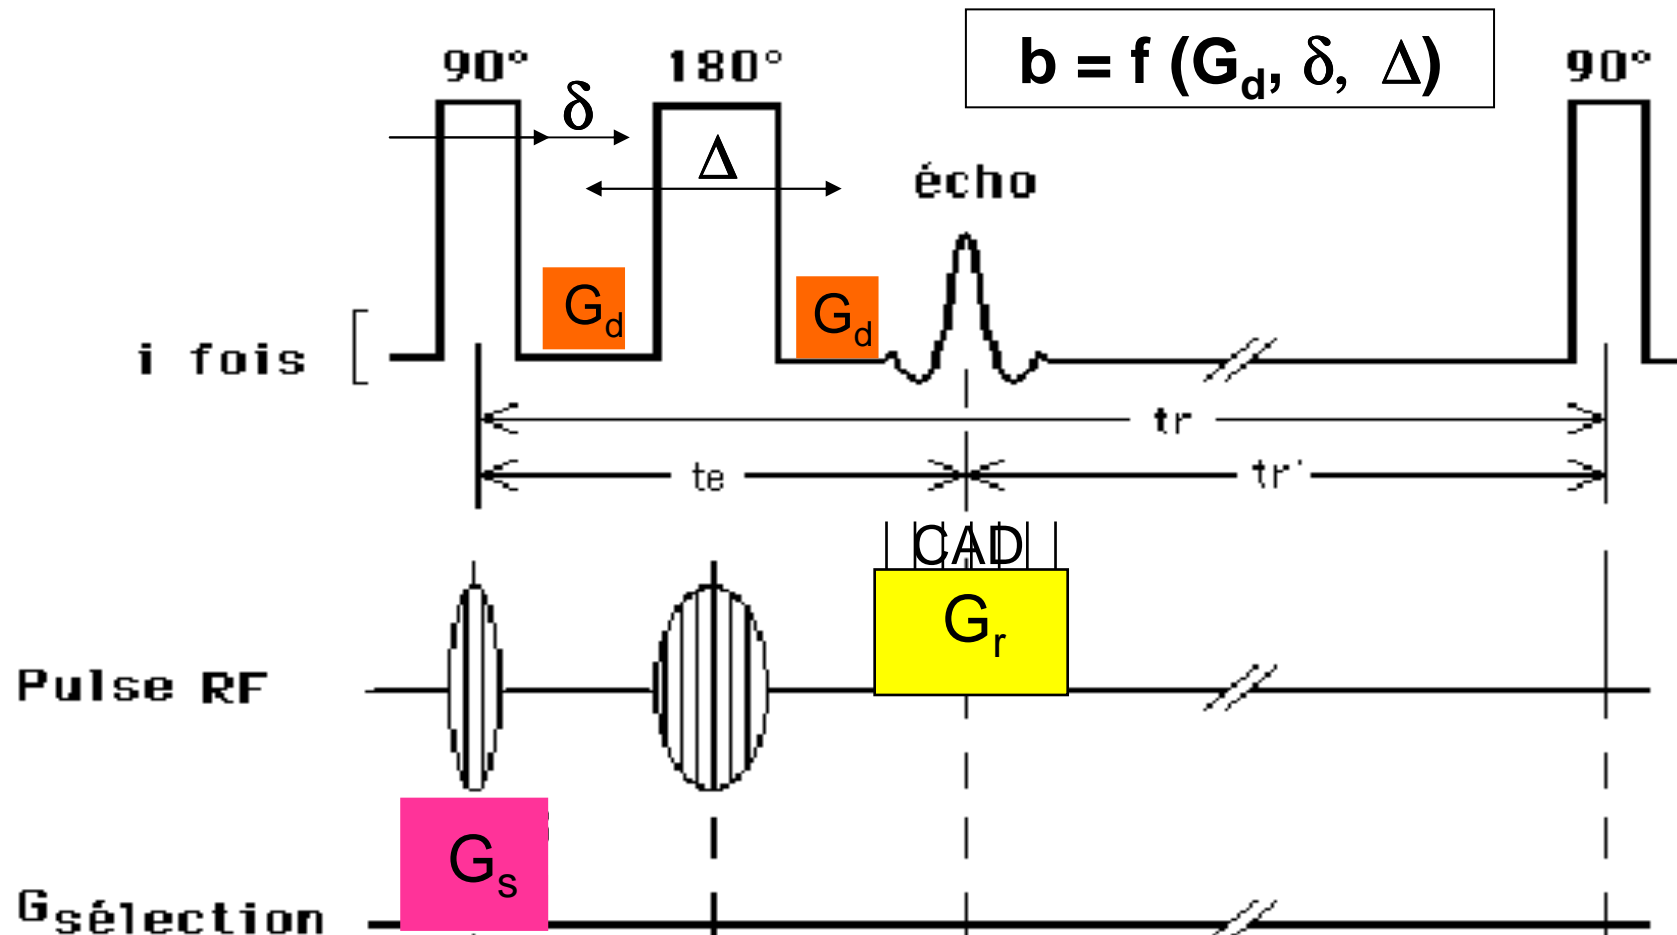 b = f (Gd, δ, Δ)
90° 180° 90°
δ
Δ
écho
Gd Gd
i fois
tr
te tr'
CAD
Gr
Pulse RF
Gs
Gsélection